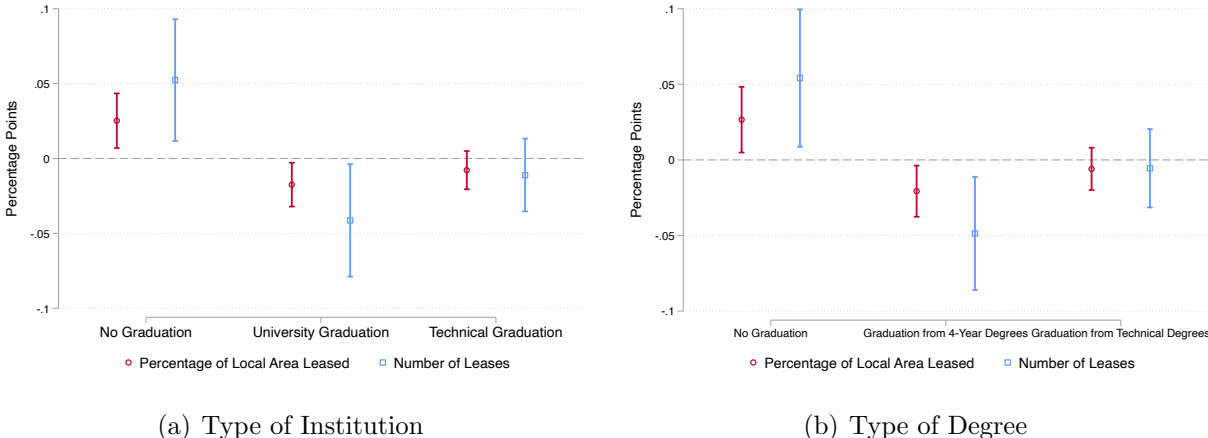 .1
.05
0
-.05
-.1
Percentage Points
No Graduation
University Graduation
Technical Graduation
Percentage of Local Area Leased
Number of Leases
(a) Type of Institution
.1
.05
0
-.05
-.1
Percentage Points
No Graduation
Graduation from 4-Year Degrees
Graduation from Technical Degrees
Percentage of Local Area Leased
Number of Leases
(b) Type of Degree